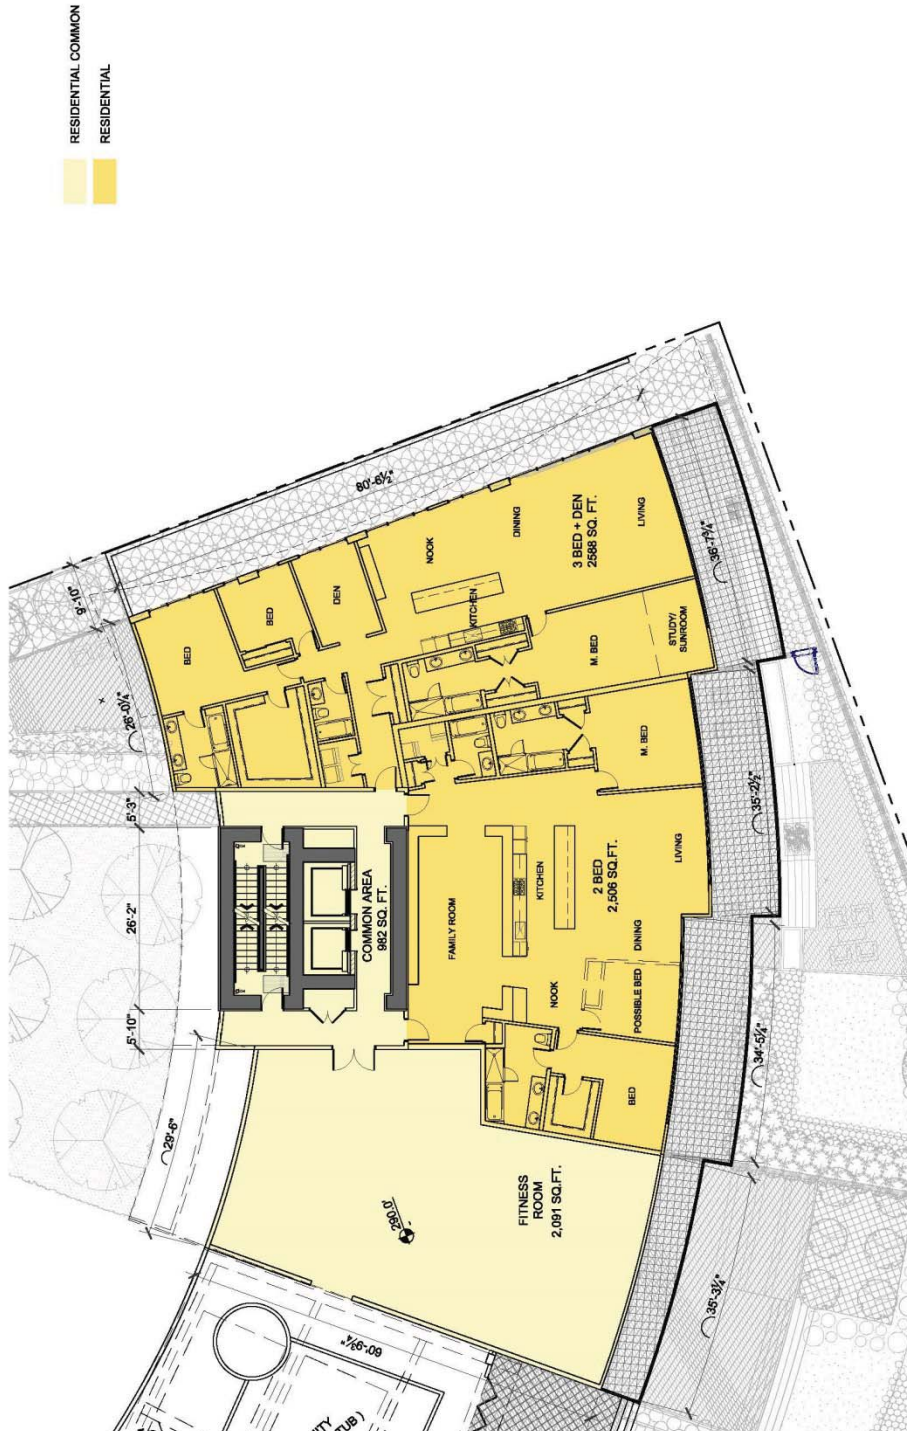 RESIDENTIAL COMMON
RESIDENTIAL
9'-10"
80'-6½"
26'-0¼"
5'-3"
26'-2"
5'-10"
29'-6"
60'-9¾"
36'-7¾"
35'-2½"
34'-5¼"
35'-3¼"
BED
BED
DEN
NOOK
KITCHEN
DINING
3 BED + DEN
2588 SQ. FT.
LIVING
M. BED
STUDY/
SUNROOM
M. BED
COMMON AREA
982 SQ. FT.
FAMILY ROOM
KITCHEN
2 BED
2,506 SQ.FT.
LIVING
DINING
NOOK
POSSIBLE BED
BED
FITNESS
ROOM
2,091 SQ.FT.
290.0'
TUB )